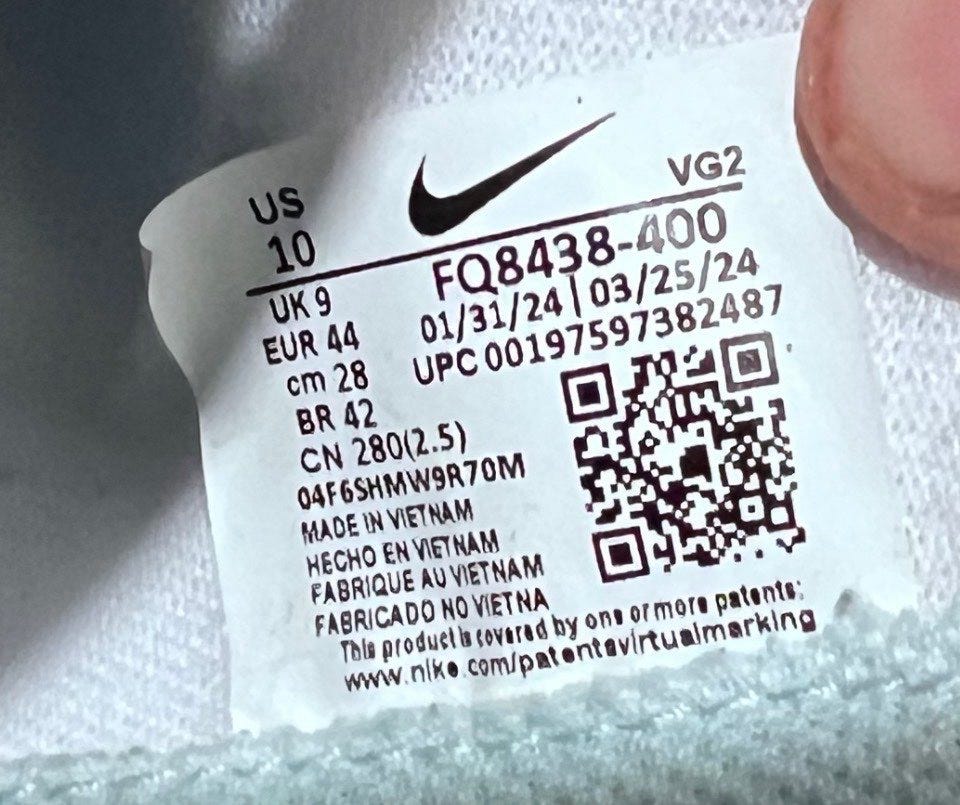 US
10
VG2
FQ8438-400
01/31/24 | 03/25/24
UPC 00197597382487
UK 9
EUR 44
cm 28
BR 42
CN 280(2.5)
04F6SHMW9R70M
MADE IN VIETNAM
HECHO EN VIETNAM
FABRIQUE AU VIETNAM
FABRICADO NO VIETNA
This product is covered by one or more patents:
www.nike.com/patentsvirtualmarking